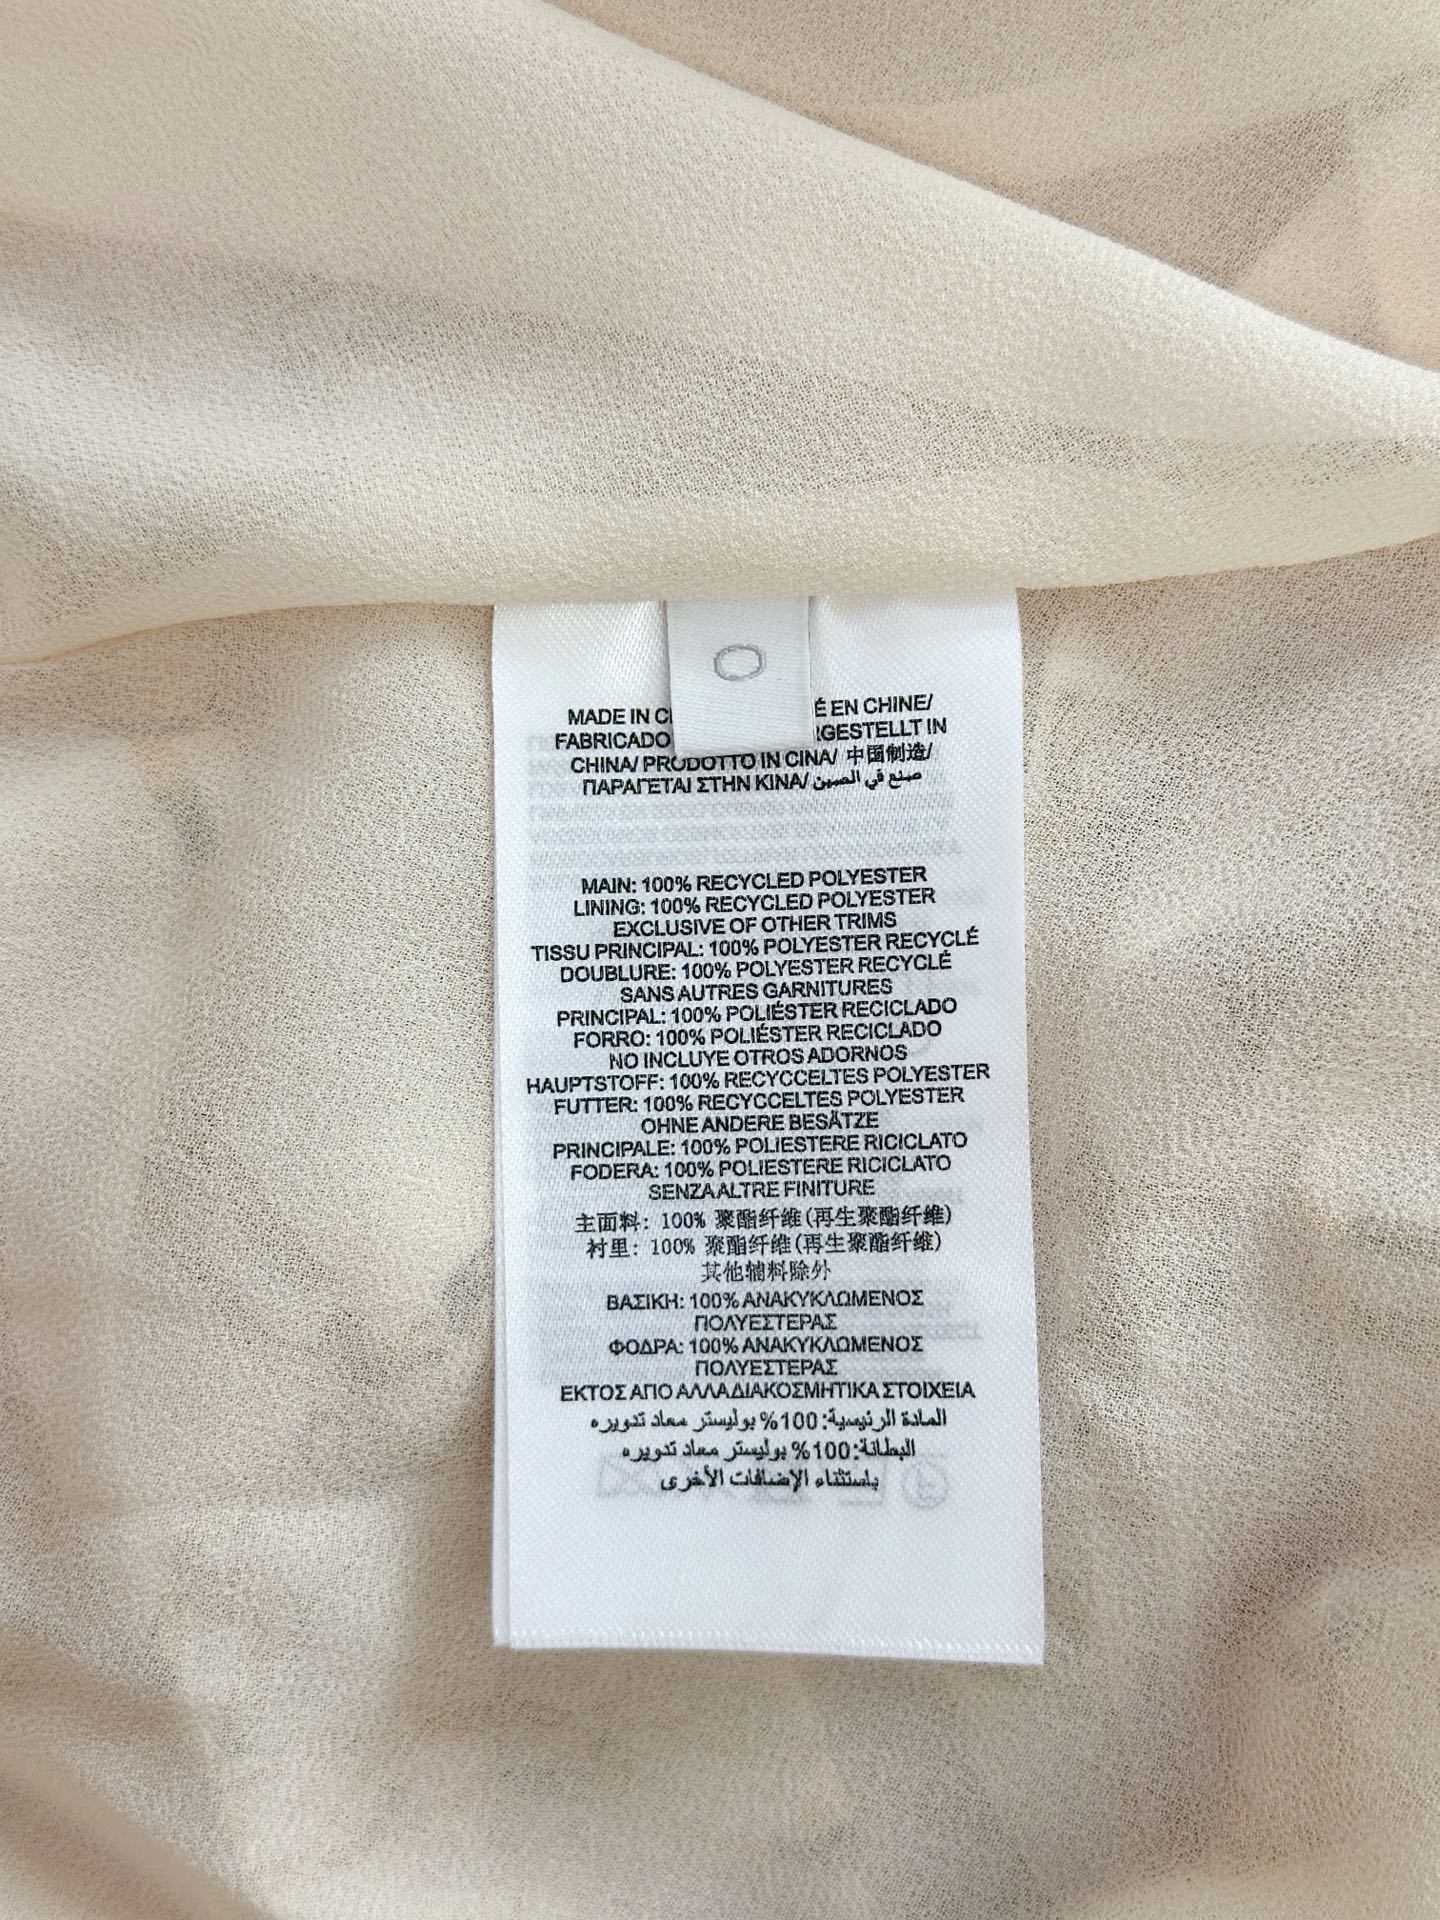 0
MADE IN É EN CHINE/
FABRICADO RGESTELLT IN
CHINA/ PRODOTTO IN CINA/ 中国制造/
ΠΑΡΑΓΕΤΑΙ ΣΤΗΝ ΚΙΝΑ/ صنع في الصين
MAIN: 100% RECYCLED POLYESTER
LINING: 100% RECYCLED POLYESTER
EXCLUSIVE OF OTHER TRIMS
TISSU PRINCIPAL: 100% POLYESTER RECYCLÉ
DOUBLURE: 100% POLYESTER RECYCLÉ
SANS AUTRES GARNITURES
PRINCIPAL: 100% POLIÉSTER RECICLADO
FORRO: 100% POLIÉSTER RECICLADO
NO INCLUYE OTROS ADORNOS
HAUPTSTOFF: 100% RECYCCELTES POLYESTER
FUTTER: 100% RECYCCELTES POLYESTER
OHNE ANDERE BESÄTZE
PRINCIPALE: 100% POLIESTERE RICICLATO
FODERA: 100% POLIESTERE RICICLATO
SENZA ALTRE FINITURE
主面料: 100% 聚酯纤维(再生聚酯纤维)
衬里: 100% 聚酯纤维(再生聚酯纤维)
其他辅料除外
ΒΑΣΙΚΗ: 100% ΑΝΑΚΥΚΛΩΜΕΝΟΣ
ΠΟΛΥΕΣΤΕΡΑΣ
ΦΟΔΡΑ: 100% ΑΝΑΚΥΚΛΩΜΕΝΟΣ
ΠΟΛΥΕΣΤΕΡΑΣ
ΕΚΤΟΣ ΑΠΟ ΑΛΛΑ ΔΙΑΚΟΣΜΗΤΙΚΑ ΣΤΟΙΧΕΙΑ
المادة الرئيسية: 100% بوليستر معاد تدويره
البطانة: 100% بوليستر معاد تدويره
باستثناء الإضافات الأخرى